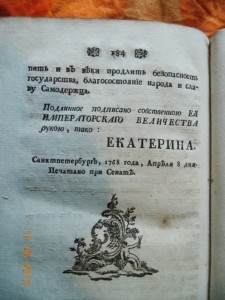 184
пить и въ вѣки продлить безопасность
государства, благосостояніе народа и сла-
ву Самодержца.
Подлинное подписано собственною ЕЯ
ИМПЕРАТОРСКАГО ВЕЛИЧЕСТВА
рукою, тако:
ЕКАТЕРИНА.
Санктпетербургъ, 1768 года, Апрѣля 8 дня.
Печатано при Сенатѣ.